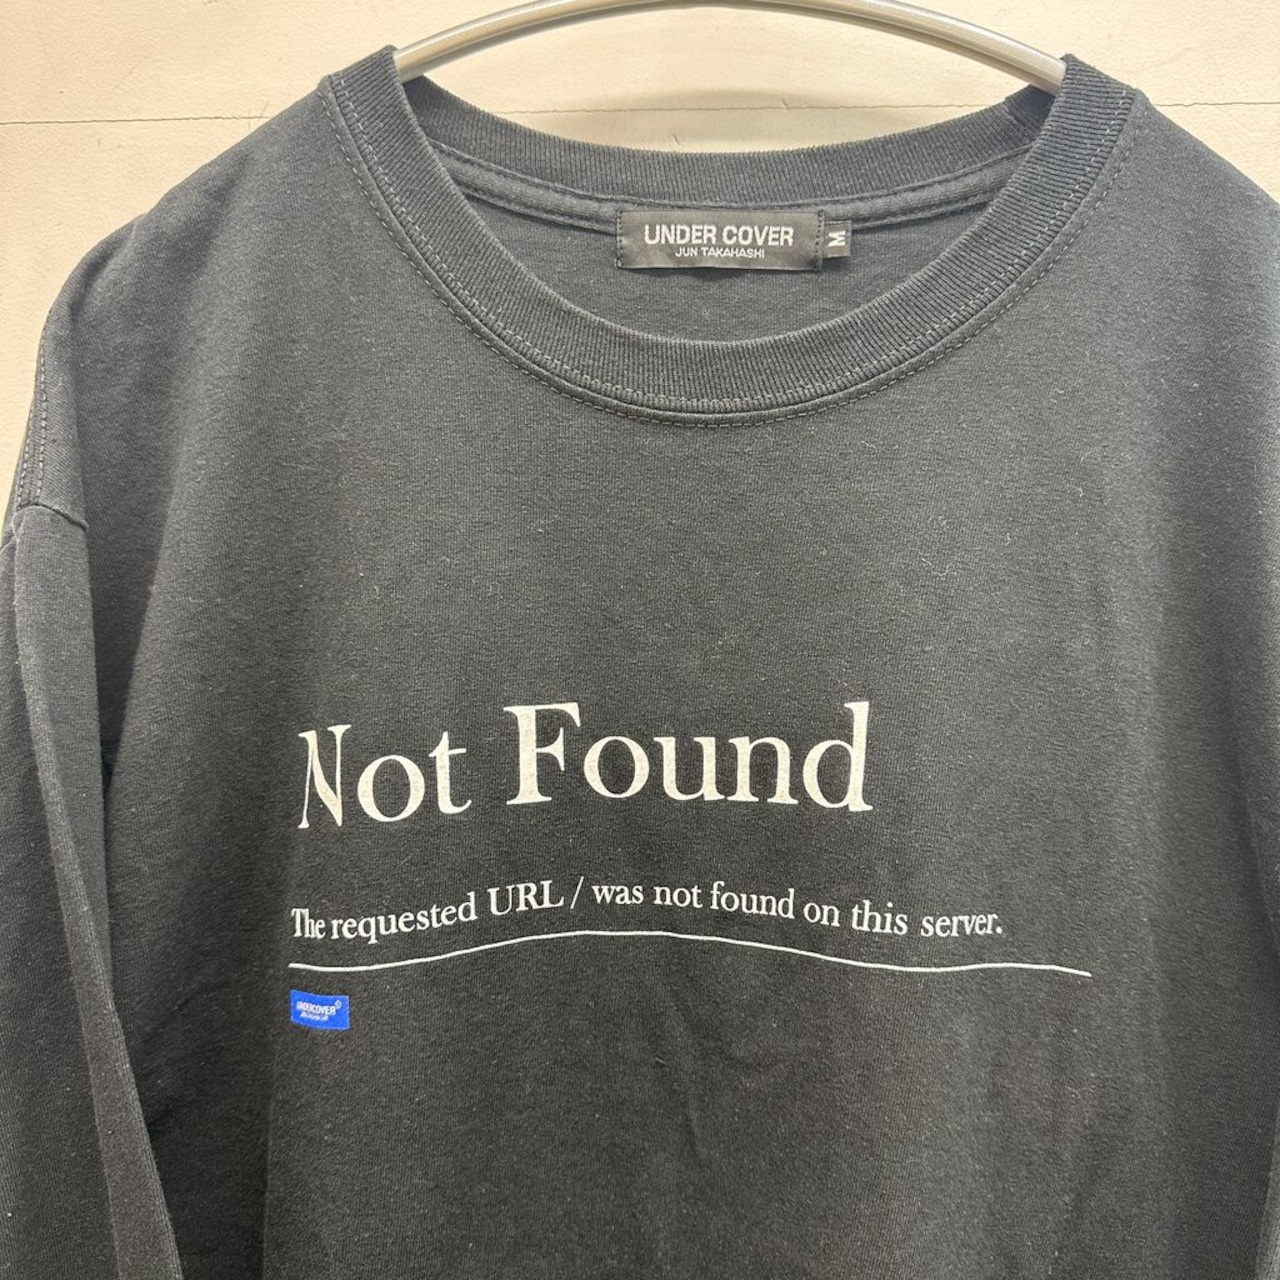 UNDER COVER
JUN TAKAHASHI
M
Not Found
The requested URL / was not found on this server.
UNDERCOVER